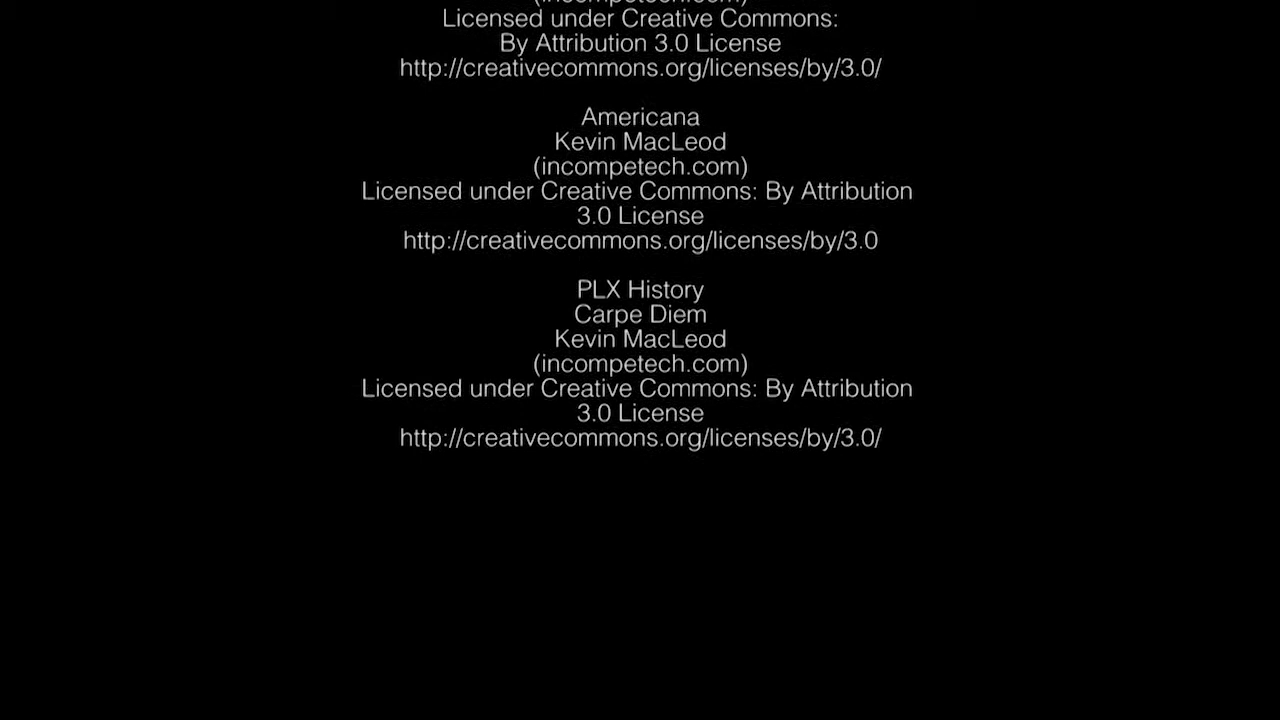 (incompetech.com)
Licensed under Creative Commons:
By Attribution 3.0 License
http://creativecommons.org/licenses/by/3.0/
Americana
Kevin MacLeod
(incompetech.com)
Licensed under Creative Commons: By Attribution
3.0 License
http://creativecommons.org/licenses/by/3.0
PLX History
Carpe Diem
Kevin MacLeod
(incompetech.com)
Licensed under Creative Commons: By Attribution
3.0 License
http://creativecommons.org/licenses/by/3.0/